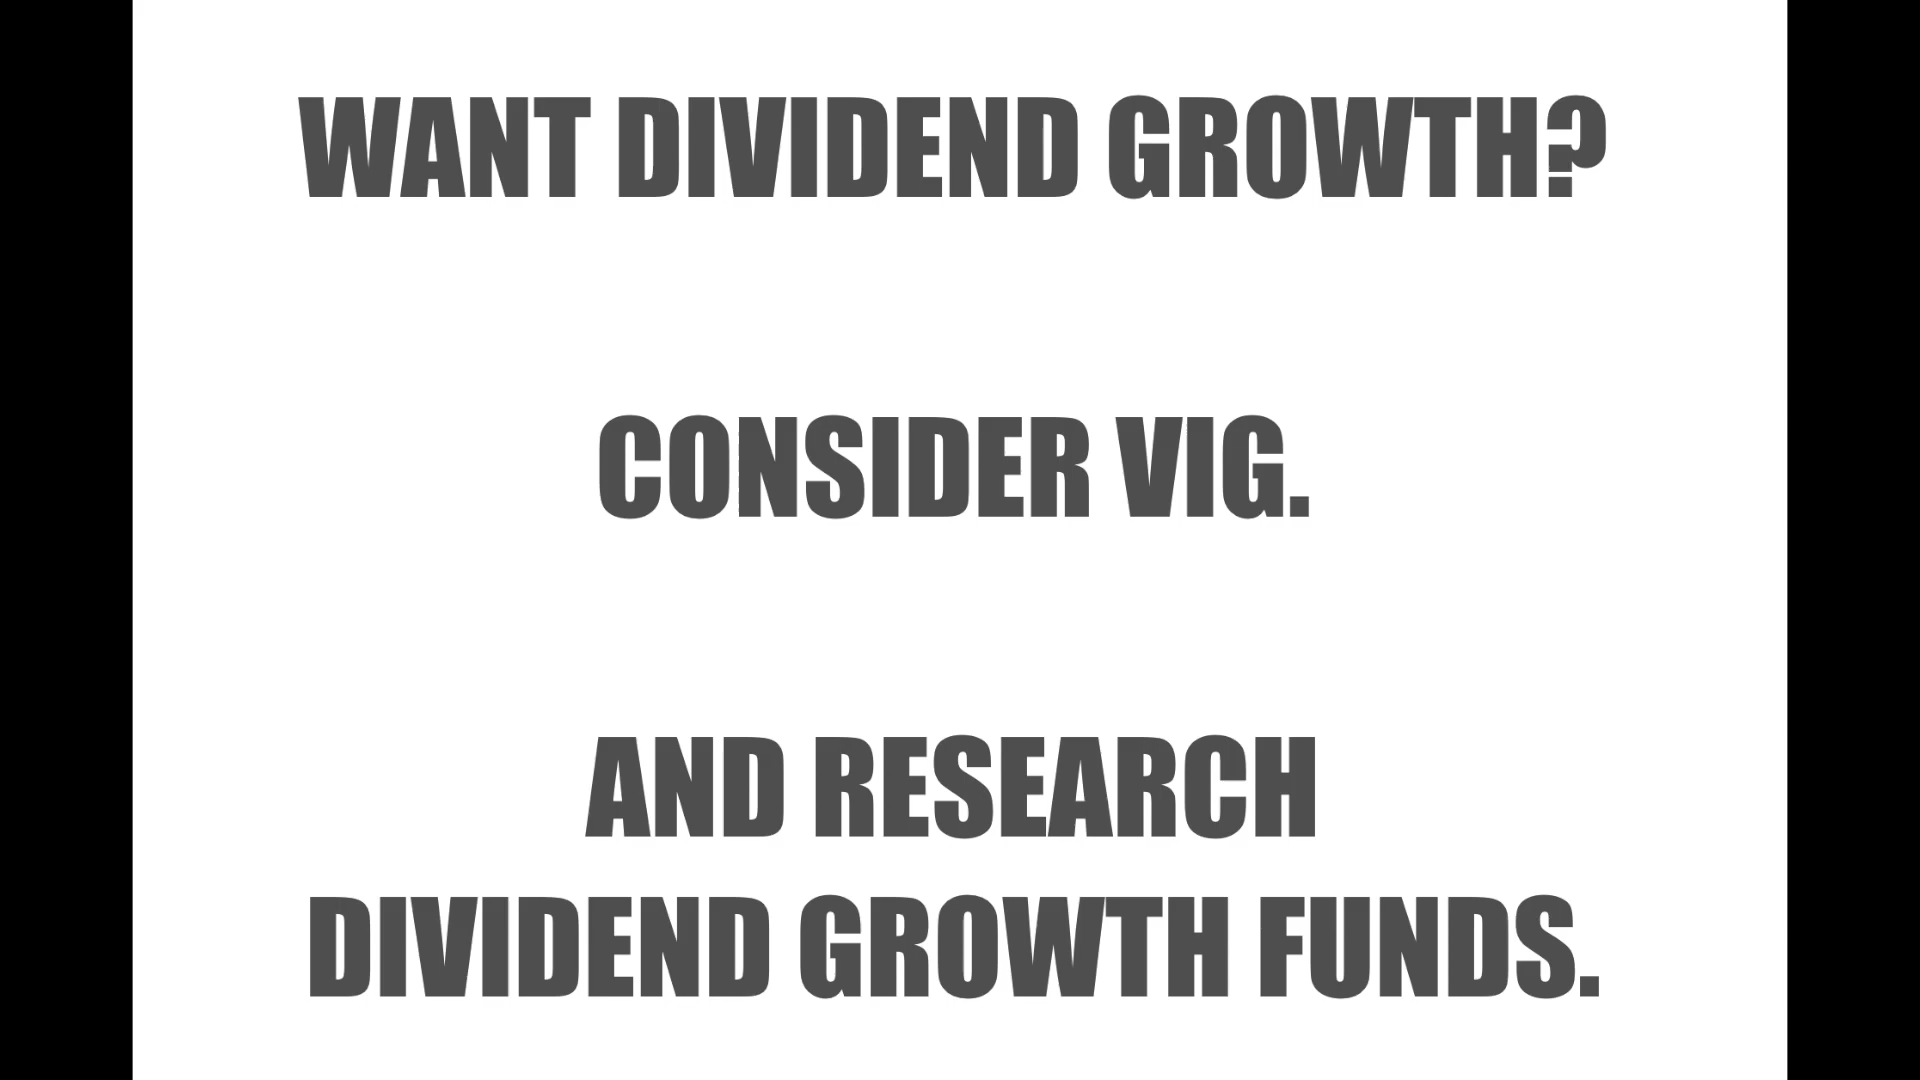 WANT DIVIDEND GROWTH?
CONSIDER VIG.
AND RESEARCH
DIVIDEND GROWTH FUNDS.